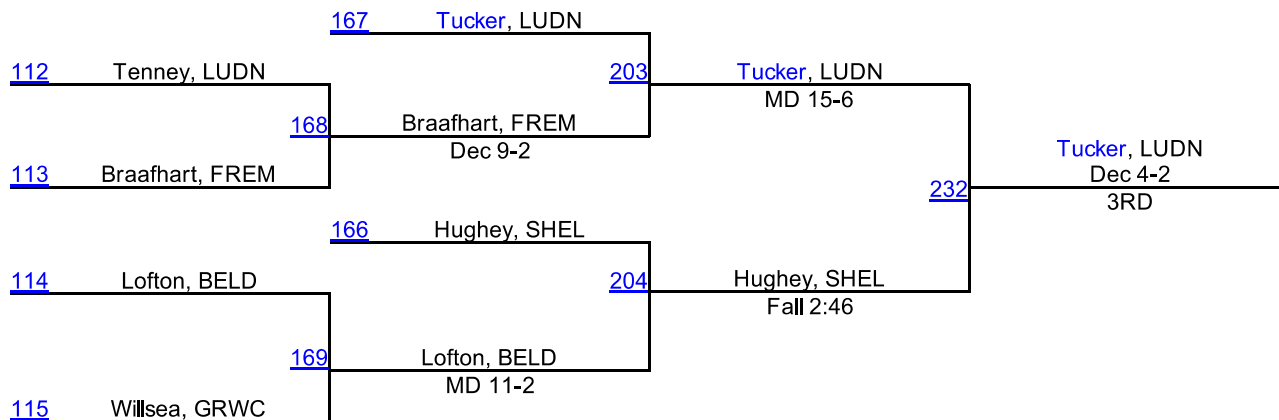 167 Tucker, LUDN
112 Tenney, LUDN
203 Tucker, LUDN
MD 15-6
168 Braafhart, FREM
Dec 9-2
113 Braafhart, FREM
Tucker, LUDN
Dec 4-2
232
3RD
166 Hughey, SHEL
114 Lofton, BELD
204 Hughey, SHEL
Fall 2:46
169 Lofton, BELD
MD 11-2
115 Willsea, GRWC